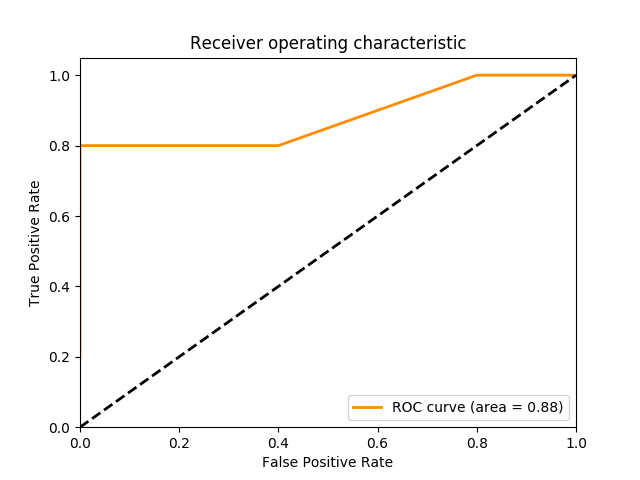 Receiver operating characteristic
1.0
0.8
0.6
0.4
0.2
0.0
True Positive Rate
ROC curve (area = 0.88)
0.0 0.2 0.4 0.6 0.8 1.0
False Positive Rate